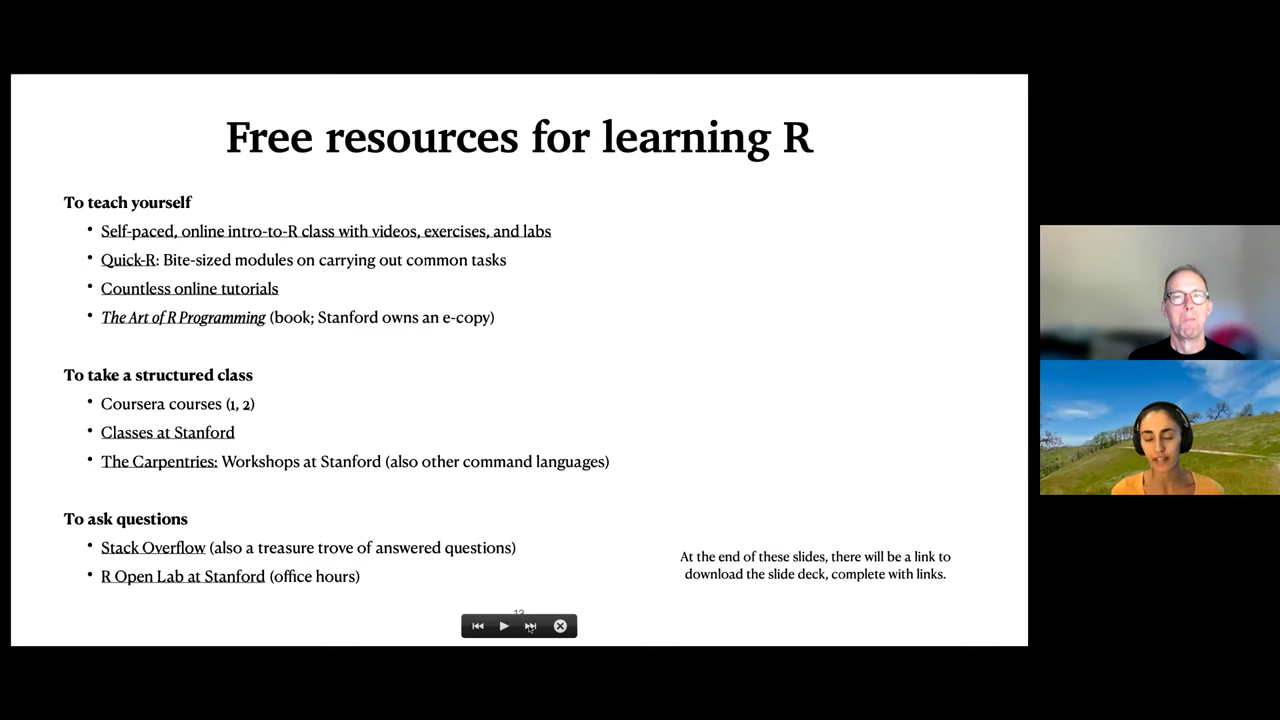 Free resources for learning R
To teach yourself
• Self-paced, online intro-to-R class with videos, exercises, and labs
• Quick-R: Bite-sized modules on carrying out common tasks
• Countless online tutorials
• The Art of R Programming (book; Stanford owns an e-copy)
To take a structured class
• Coursera courses (1, 2)
• Classes at Stanford
• The Carpentries: Workshops at Stanford (also other command languages)
To ask questions
• Stack Overflow (also a treasure trove of answered questions)
• R Open Lab at Stanford (office hours)
At the end of these slides, there will be a link to
download the slide deck, complete with links.